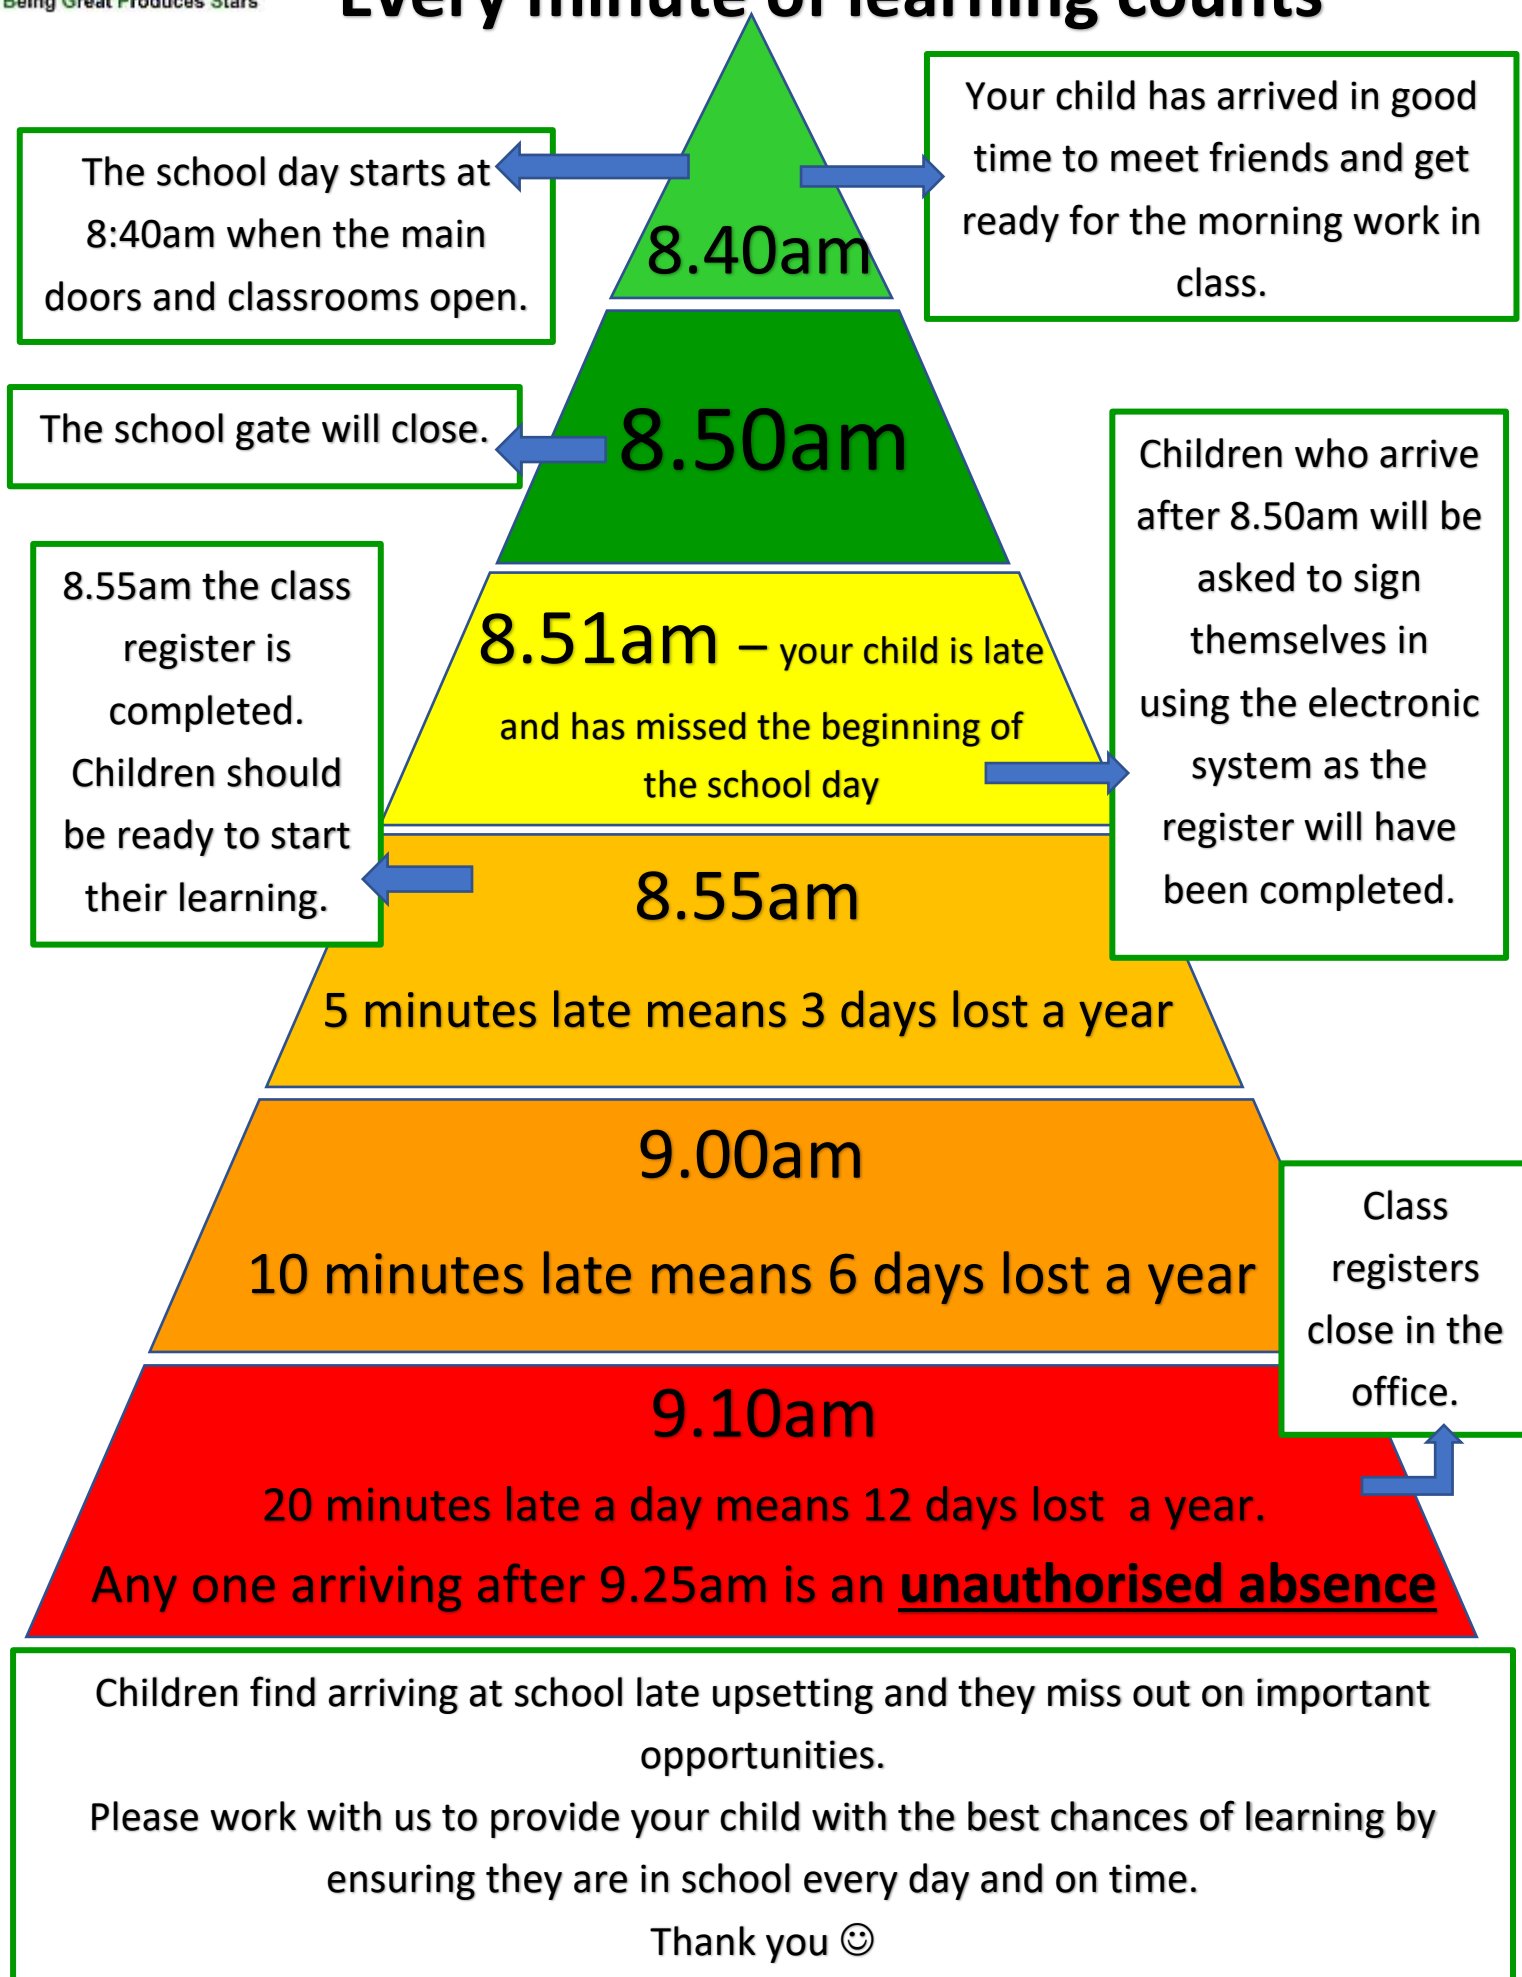 Being Great Produces Stars
Every minute of learning counts
8.40am
The school day starts at
8:40am when the main
doors and classrooms open.
Your child has arrived in good
time to meet friends and get
ready for the morning work in
class.
8.50am
The school gate will close.
Children who arrive
after 8.50am will be
asked to sign
themselves in
using the electronic
system as the
register will have
been completed.
8.51am – your child is late
and has missed the beginning of
the school day
8.55am the class
register is
completed.
Children should
be ready to start
their learning.
8.55am
5 minutes late means 3 days lost a year
9.00am
10 minutes late means 6 days lost a year
Class
registers
close in the
office.
9.10am
20 minutes late a day means 12 days lost  a year.
Any one arriving after 9.25am is an unauthorised absence
Children find arriving at school late upsetting and they miss out on important
opportunities.
Please work with us to provide your child with the best chances of learning by
ensuring they are in school every day and on time.
Thank you ☺